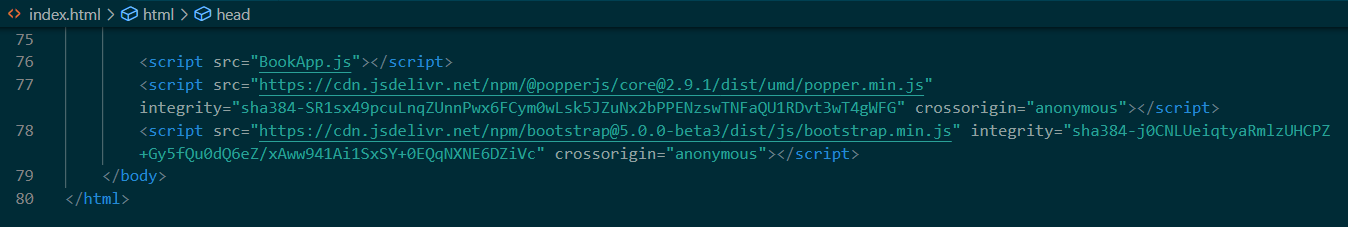 index.html > html > head
75
76 <script src="BookApp.js"></script>
77 <script src="https://cdn.jsdelivr.net/npm/@popperjs/core@2.9.1/dist/umd/popper.min.js"
integrity="sha384-SR1sx49pcuLnqZUnnPwx6FCym0wLsk5JZuNx2bPPENzswTNFaQU1RDvt3wT4gWFG" crossorigin="anonymous"></script>
78 <script src="https://cdn.jsdelivr.net/npm/bootstrap@5.0.0-beta3/dist/js/bootstrap.min.js" integrity="sha384-j0CNLUeiqtyaRmlzUHCPZ
+Gy5fQu0dQ6eZ/xAww941Ai1SxSY+0EQqNXNE6DZiVc" crossorigin="anonymous"></script>
79 </body>
80 </html>